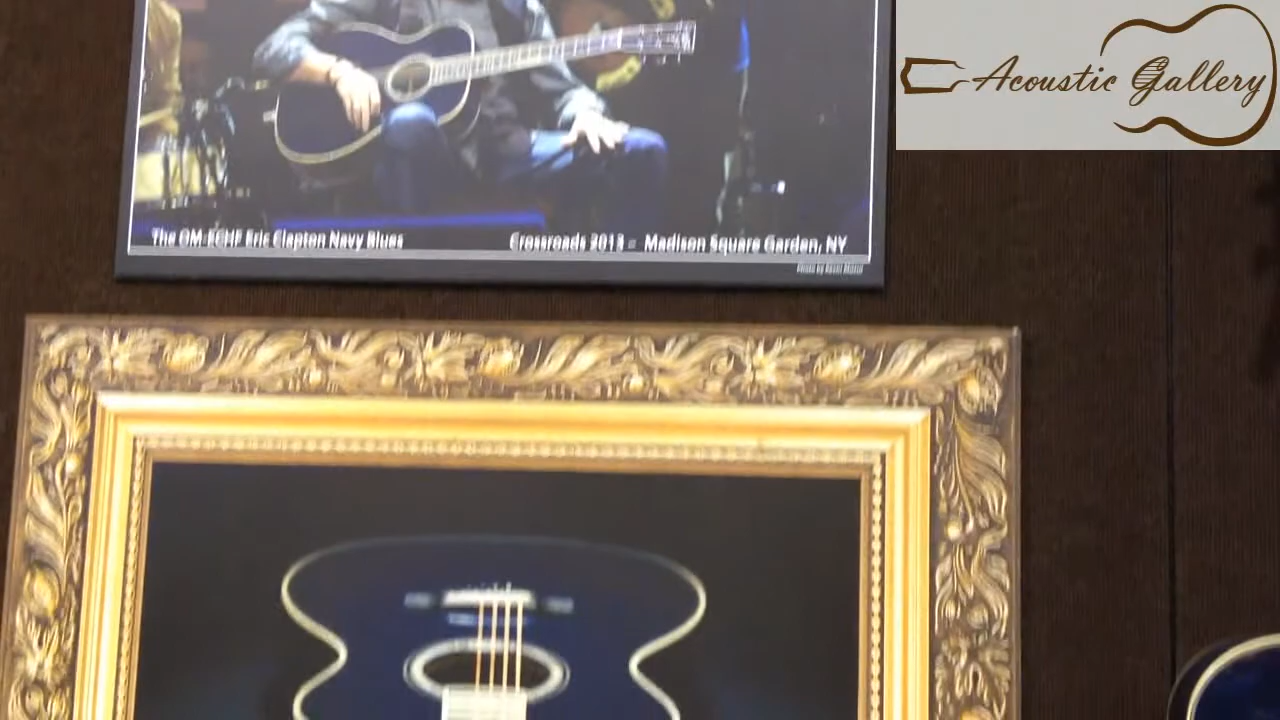 Acoustic Gallery
The OM-ECHF Eric Clapton Navy Blues
Crossroads 2013 - Madison Square Garden, NY